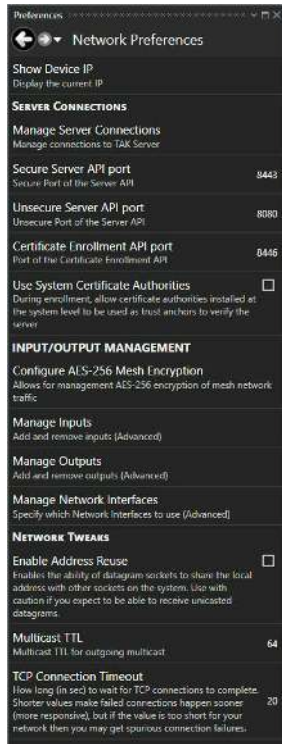 Preferences
Network Preferences
Show Device IP
Display the current IP
SERVER CONNECTIONS
Manage Server Connections
Manage connections to TAK Server
Secure Server API port
Secure Port of the Server API
8443
Unsecure Server API port
Unsecure Port of the Server API
8080
Certificate Enrollment API port
Port of the Certificate Enrollment API
8446
Use System Certificate Authorities
During enrollment, allow certificate authorities installed at
the system level to be used as trust anchors to verify the
server
INPUT/OUTPUT MANAGEMENT
Configure AES-256 Mesh Encryption
Allows for management AES-256 encryption of mesh network
traffic
Manage Inputs
Add and remove inputs (Advanced)
Manage Outputs
Add and remove outputs (Advanced)
Manage Network Interfaces
Specify which Network Interfaces to use (Advanced)
NETWORK TWEAKS
Enable Address Reuse
Enables the ability of datagram sockets to share the local
address with other sockets on the system. Use with
caution if you expect to be able to receive unicasted
datagrams.
Multicast TTL
Multicast TTL for outgoing multicast
64
TCP Connection Timeout
How long (in sec) to wait for TCP connections to complete.
Shorter values make failed connections happen sooner
(more responsive), but if the value is too short for your
network then you may get spurious connection failures.
20